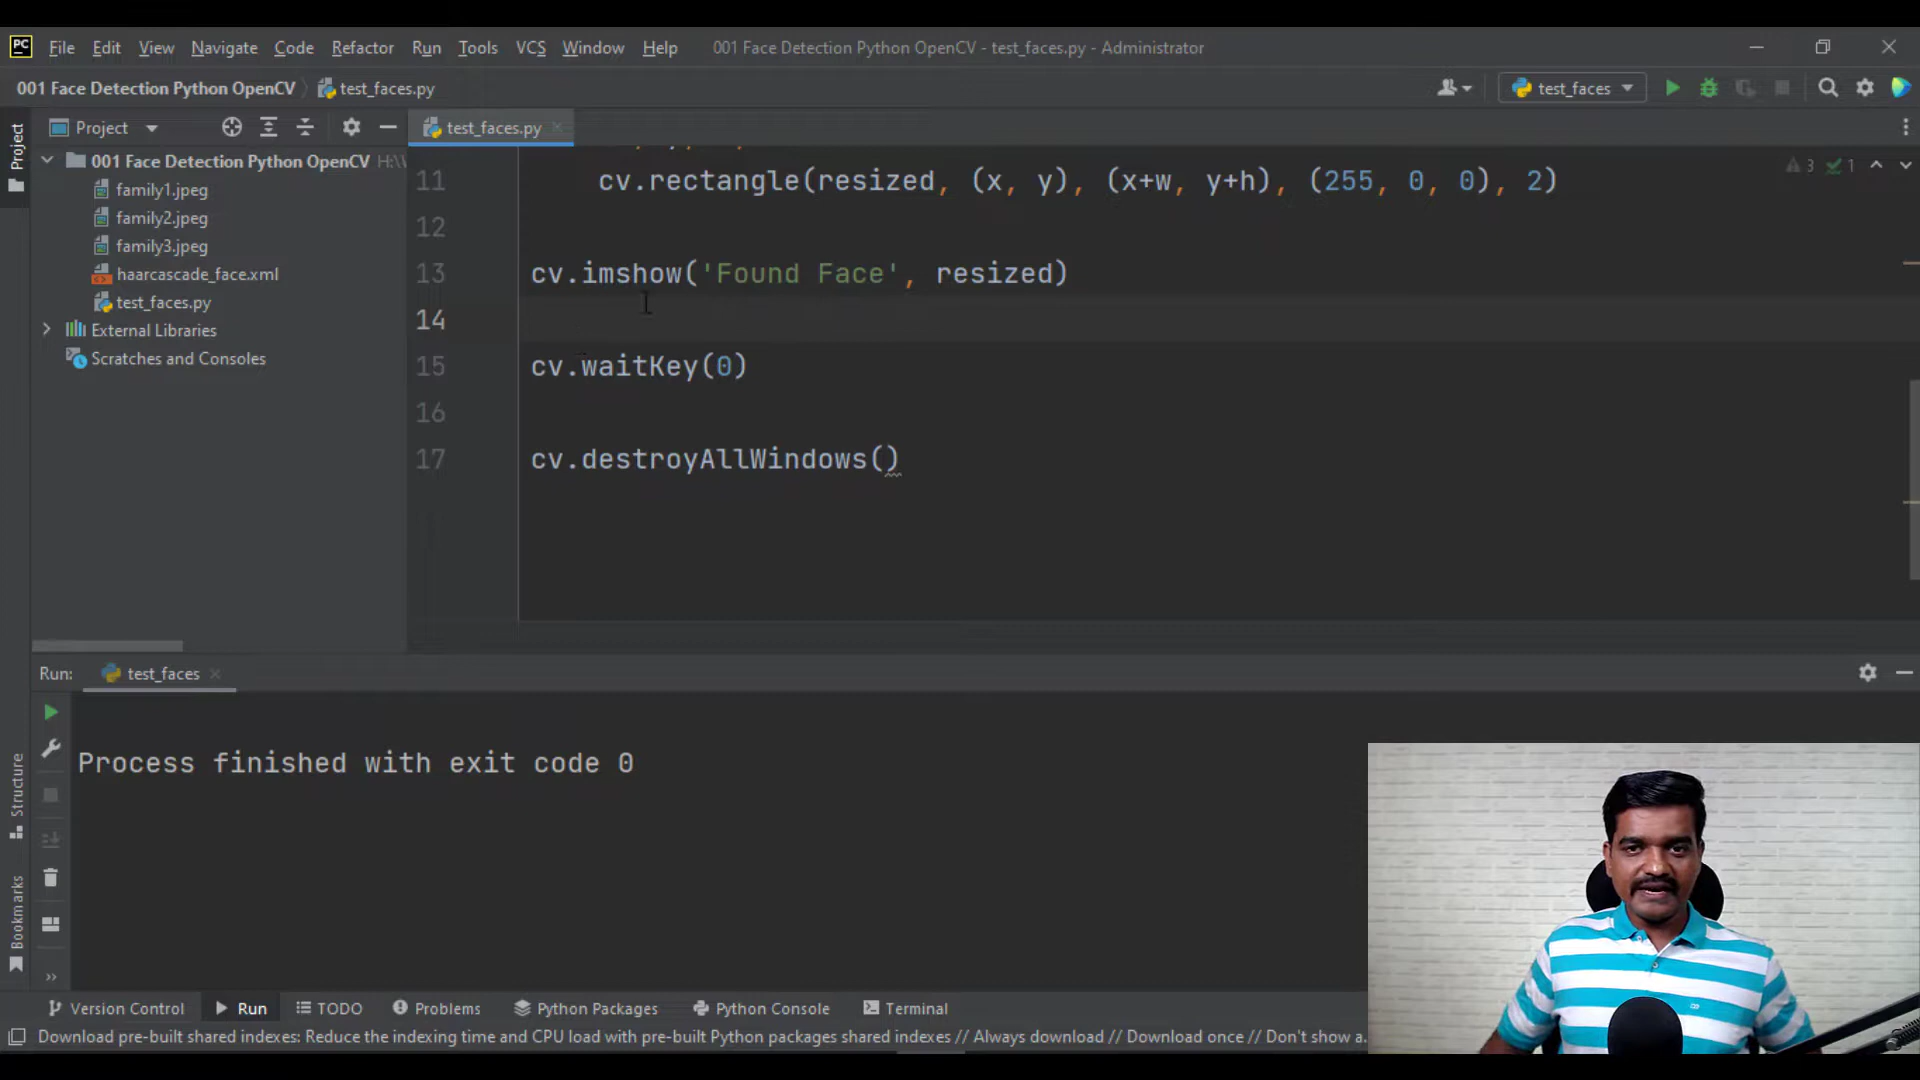 PC File Edit View Navigate Code Refactor Run Tools VCS Window Help 001 Face Detection Python OpenCV - test_faces.py - Administrator
001 Face Detection Python OpenCV test_faces.py test_faces
Project
Project test_faces.py
001 Face Detection Python OpenCV H:\
family1.jpeg
family2.jpeg
family3.jpeg
haarcascade_face.xml
test_faces.py
External Libraries
Scratches and Consoles
3 1
11 cv.rectangle(resized, (x, y), (x+w, y+h), (255, 0, 0), 2)
12
13 cv.imshow('Found Face', resized)
14
15 cv.waitKey(0)
16
17 cv.destroyAllWindows()
Run: test_faces
Process finished with exit code 0
Structure
Bookmarks
Version Control Run TODO Problems Python Packages Python Console Terminal
Download pre-built shared indexes: Reduce the indexing time and CPU load with pre-built Python packages shared indexes // Always download // Download once // Don't show a.